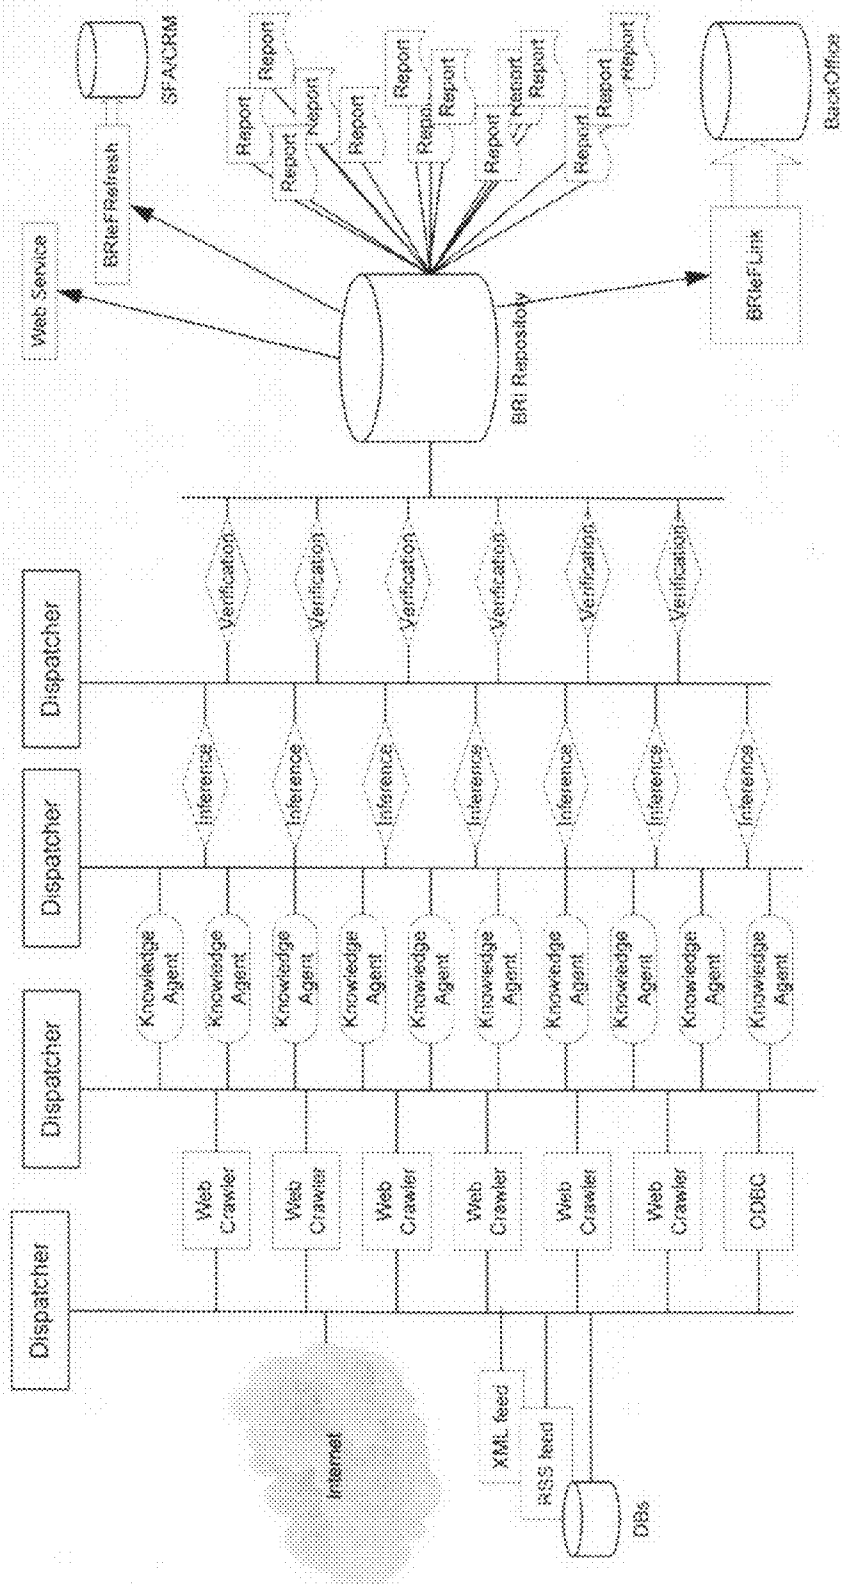 Dispatcher
Dispatcher
Dispatcher
Dispatcher
Internet
XML feed
RSS feed
DBs
Web
Crawler
Web
Crawler
Web
Crawler
Web
Crawler
Web
Crawler
Web
Crawler
ODBC
Knowledge
Agent
Knowledge
Agent
Knowledge
Agent
Knowledge
Agent
Knowledge
Agent
Knowledge
Agent
Knowledge
Agent
Knowledge
Agent
Knowledge
Agent
Knowledge
Agent
Inference
Inference
Inference
Inference
Inference
Inference
Inference
Verification
Verification
Verification
Verification
Verification
Verification
BRI Repository
Web Service
BRIeF Refresh
SFA/CRM
Report
Report
Report
Report
Report
Report
Repo
Report
Report
Report
Report
Report
Report
Report
BRIeFLink
BackOffice